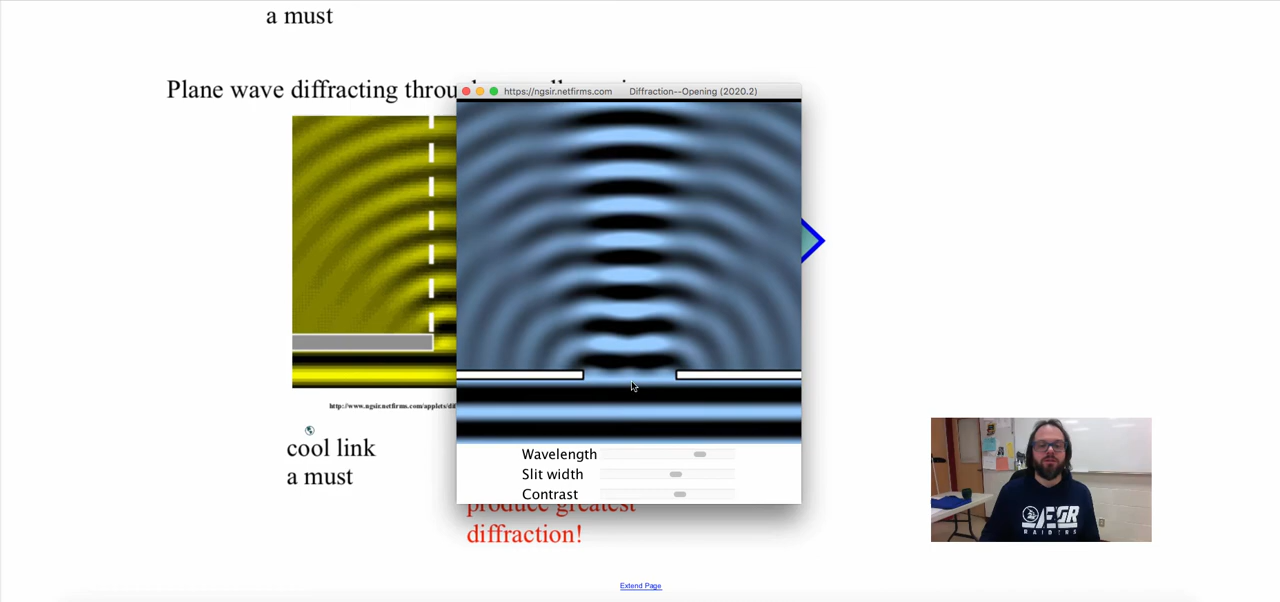 a must
Plane wave diffracting
https://ngsir.netfirms.com Diffraction--Opening (2020.2)
cool link
a must
Wavelength
Slit width
Contrast
produce greatest
diffraction!
RAIDERS
Extend Page